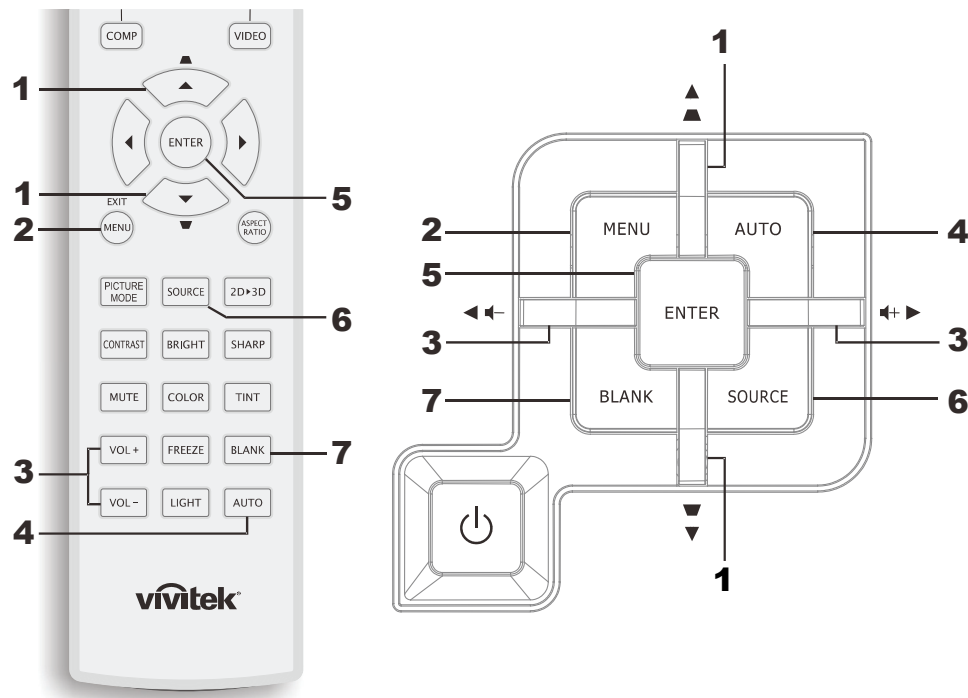 COMP VIDEO
1
ENTER
1
5
EXIT
MENU
ASPECT
RATIO
2
PICTURE
MODE
SOURCE
2D▸3D
6
CONTRAST BRIGHT SHARP
MUTE COLOR TINT
VOL + FREEZE BLANK
7
3
VOL − LIGHT AUTO
4
vivitek®
1
2
MENU AUTO
4
5
ENTER
3
3
7
BLANK SOURCE
6
1